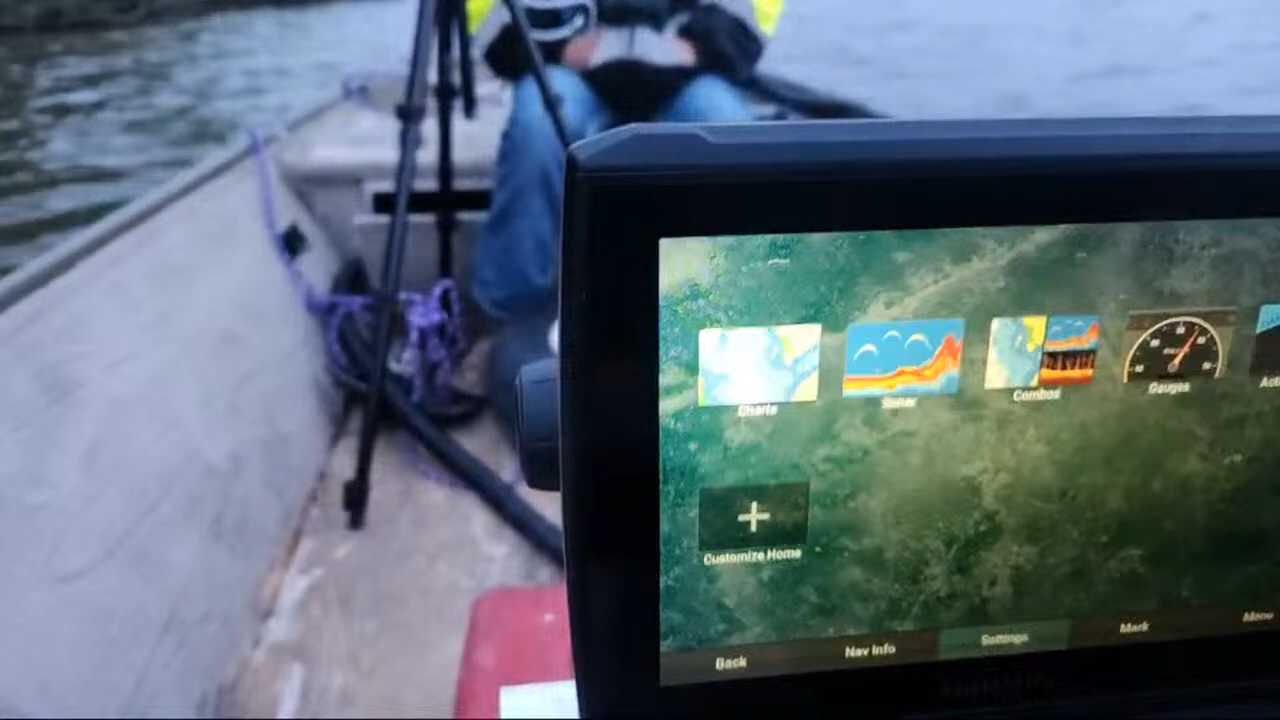 Charts
Sonar
Combos
Gauges
Customize Home
Back
Nav Info
Settings
Mark
Menu